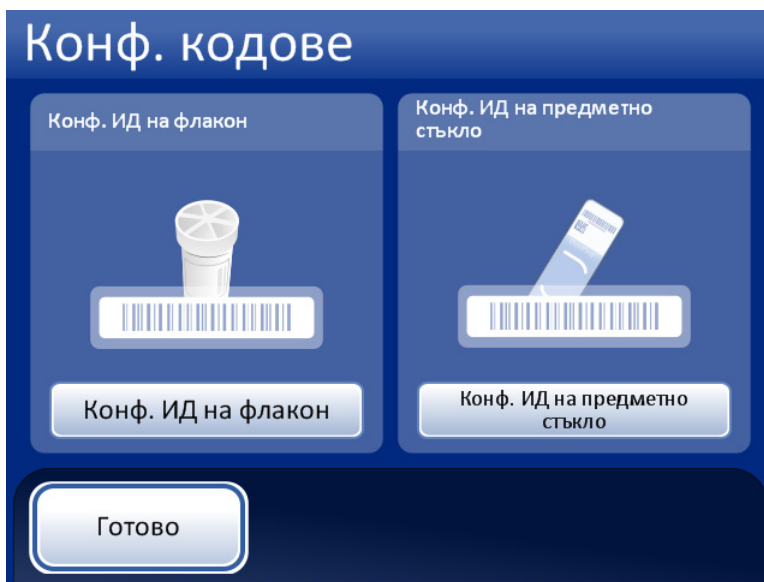 Конф. кодове
Конф. ИД на флакон
Конф. ИД на предметно
стъкло
Конф. ИД на флакон
Конф. ИД на предметно
стъкло
Готово